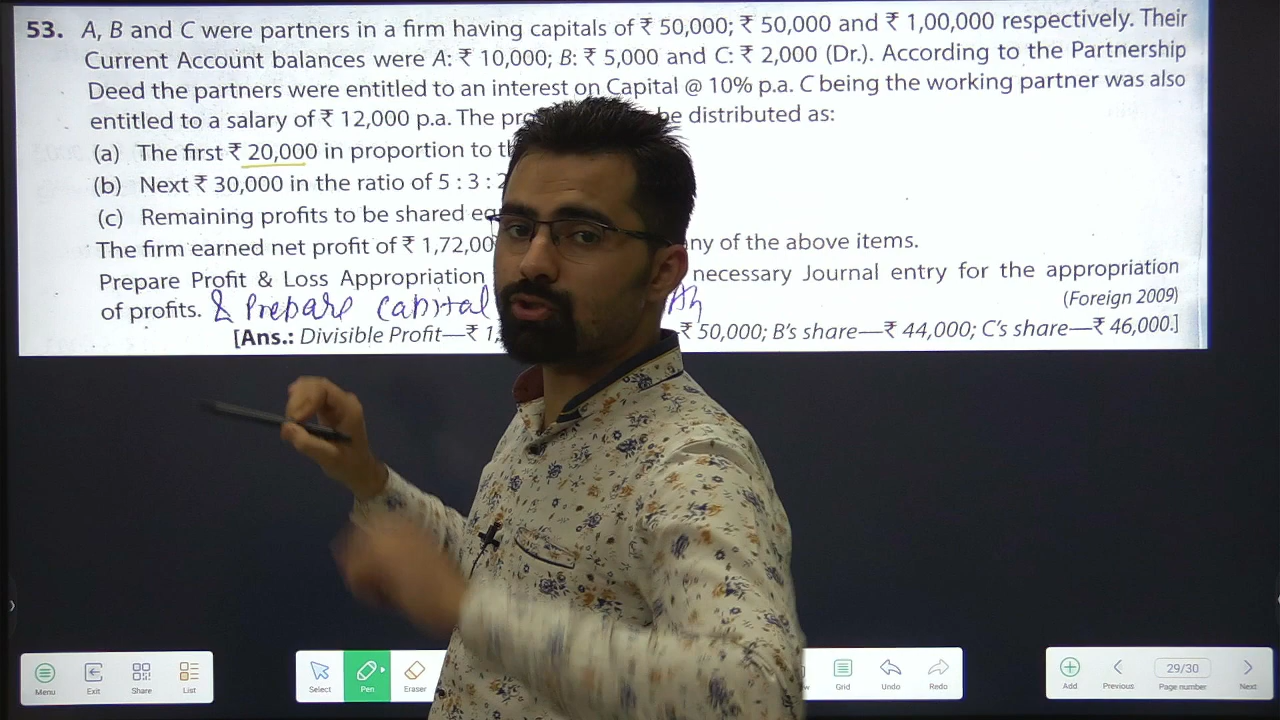 53. A, B and C were partners in a firm having capitals of ₹ 50,000; ₹ 50,000 and ₹ 1,00,000 respectively. Their
Current Account balances were A: ₹ 10,000; B: ₹ 5,000 and C: ₹ 2,000 (Dr.). According to the Partnership
Deed the partners were entitled to an interest on Capital @ 10% p.a. C being the working partner was also
entitled to a salary of ₹ 12,000 p.a. The be distributed as:
(a) The first ₹ 20,000 in proportion to
(b) Next ₹ 30,000 in the ratio of 5 : 3 : 2
(c) Remaining profits to be shared
The firm earned net profit of ₹ 1,72,00 of the above items.
Prepare Profit & Loss Appropriation necessary Journal entry for the appropriation
of profits. & Prepare capital (Foreign 2009)
[Ans.: Divisible Profit—₹ 1, ₹ 50,000; B's share—₹ 44,000; C's share—₹ 46,000.]
Menu Exit Share List Select Pen Eraser Grid Undo Redo Add Previous 29/30 Page number Next